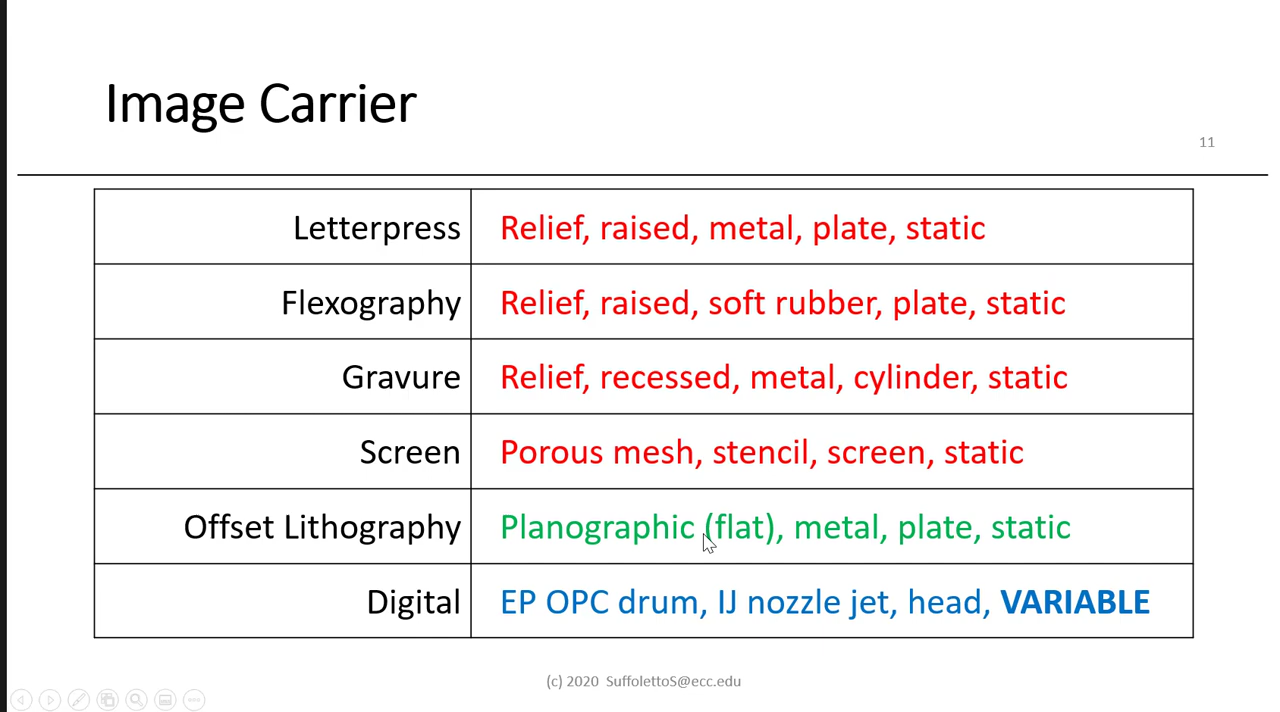 Image Carrier
11
Letterpress Relief, raised, metal, plate, static
Flexography Relief, raised, soft rubber, plate, static
Gravure Relief, recessed, metal, cylinder, static
Screen Porous mesh, stencil, screen, static
Offset Lithography Planographic (flat), metal, plate, static
Digital EP OPC drum, IJ nozzle jet, head, VARIABLE
(c) 2020 SuffolettoS@ecc.edu